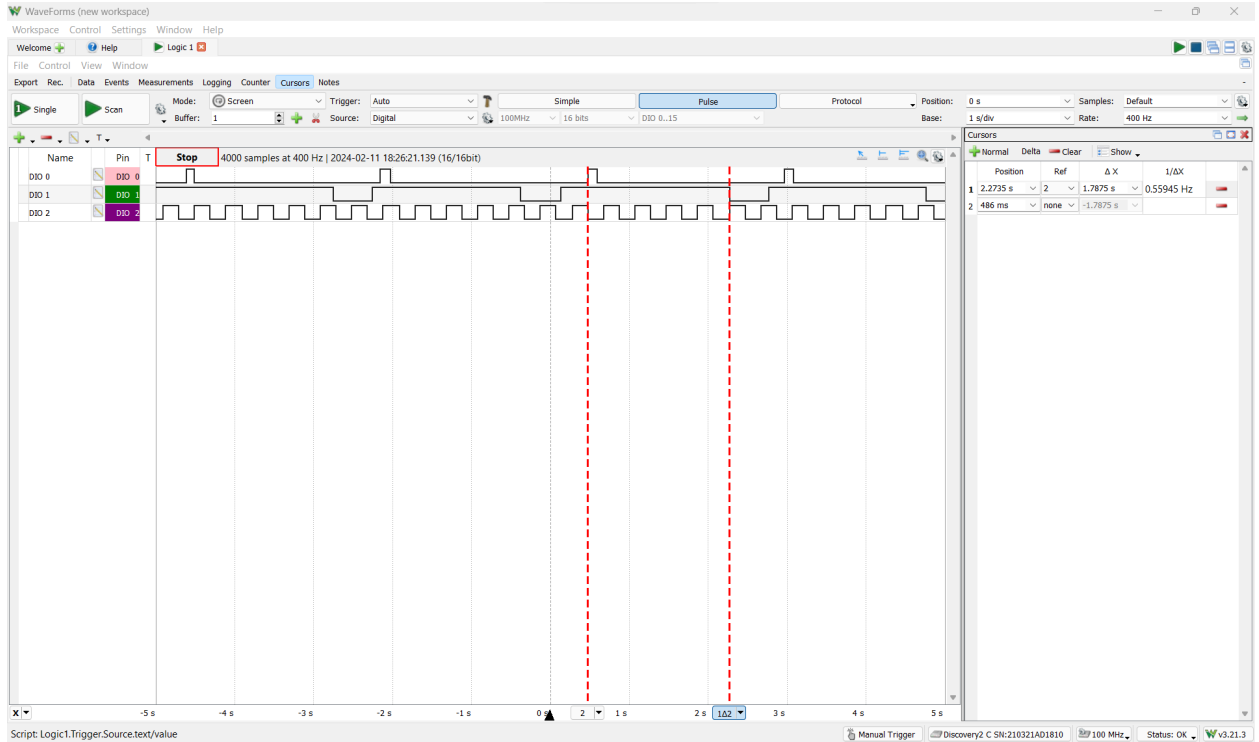 WaveForms (new workspace)
Workspace Control Settings Window Help
Welcome Help Logic 1
File Control View Window
Export Rec. Data Events Measurements Logging Counter Cursors Notes
1 Single Scan Mode: Screen Trigger: Auto Simple Pulse Protocol Position: 0 s Samples: Default
Buffer: 1 Source: Digital 100MHz 16 bits DIO 0..15 Base: 1 s/div Rate: 400 Hz
T Cursors
Name Pin T Stop 4000 samples at 400 Hz | 2024-02-11 18:26:21.139 (16/16bit) Normal Delta Clear Show
DIO 0 DIO 0 Position Ref Δ X 1/ΔX
DIO 1 DIO 1 1 2.2735 s 2 1.7875 s 0.55945 Hz
DIO 2 DIO 2 2 486 ms none -1.7875 s
X -5 s -4 s -3 s -2 s -1 s 0 s 2 1 s 2 s 1Δ2 3 s 4 s 5 s
Script: Logic1.Trigger.Source.text/value Manual Trigger Discovery2 C SN:210321AD1810 100 MHz Status: OK v3.21.3